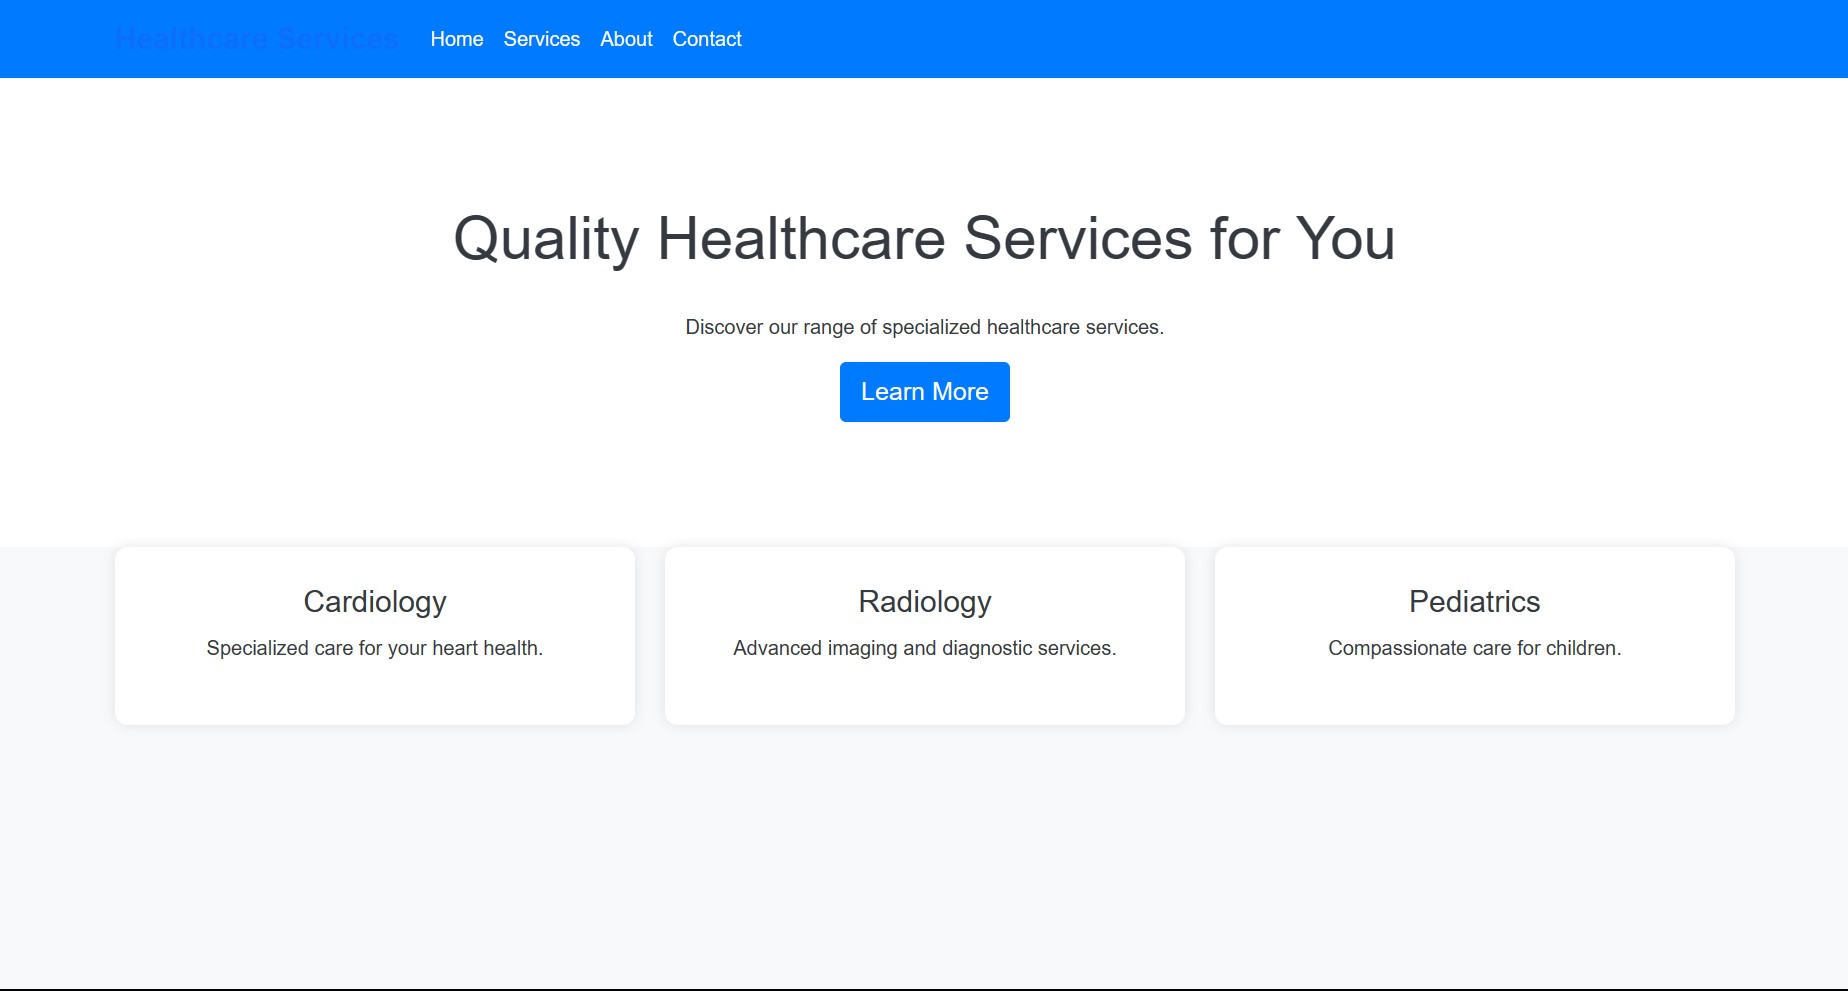 Healthcare Services Home Services About Contact
Quality Healthcare Services for You
Discover our range of specialized healthcare services.
Learn More
Cardiology
Specialized care for your heart health.
Radiology
Advanced imaging and diagnostic services.
Pediatrics
Compassionate care for children.